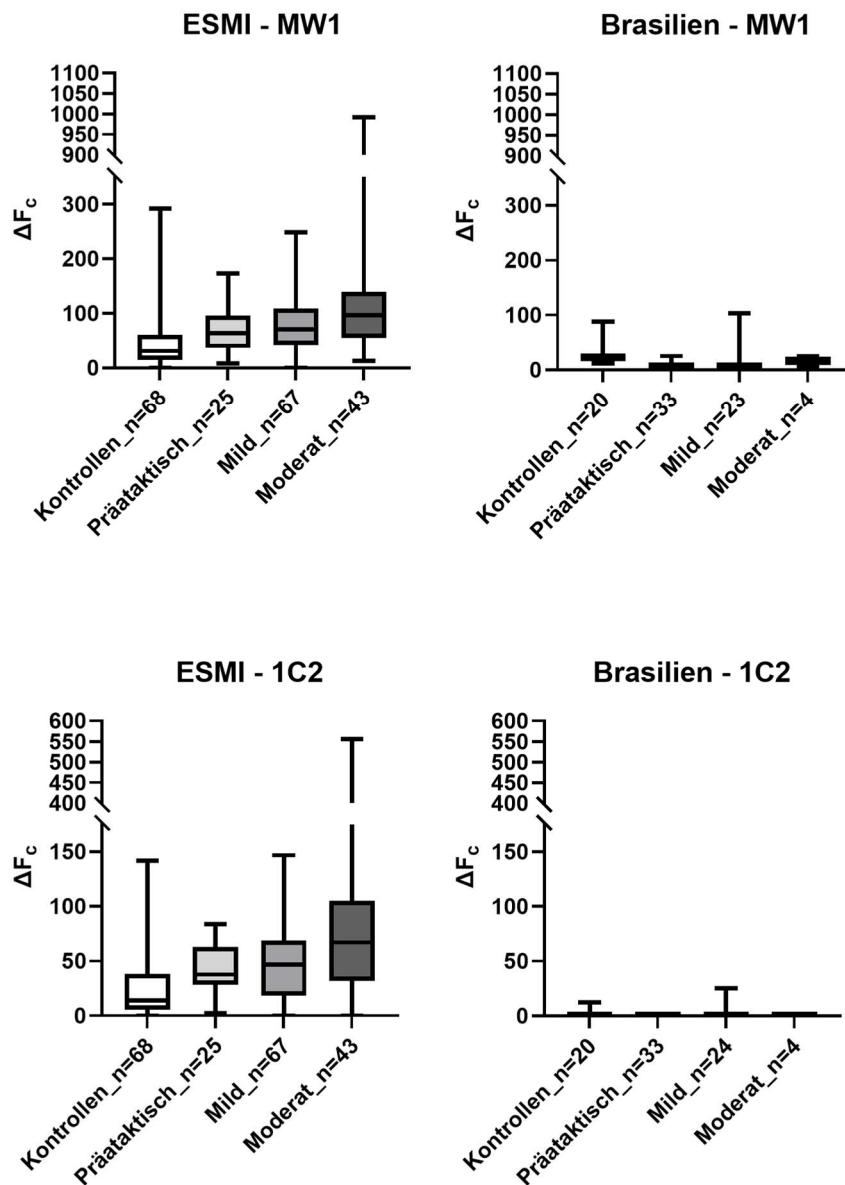 ESMI - MW1
1100
1050
1000
950
900
300
200
100
0
ΔFc
Kontrollen_n=68
Präataktisch_n=25
Mild_n=67
Moderat_n=43
Brasilien - MW1
1100
1050
1000
950
900
300
200
100
0
ΔFc
Kontrollen_n=20
Präataktisch_n=33
Mild_n=23
Moderat_n=4
ESMI - 1C2
600
550
500
450
400
150
100
50
0
ΔFc
Kontrollen_n=68
Präataktisch_n=25
Mild_n=67
Moderat_n=43
Brasilien - 1C2
600
550
500
450
400
150
100
50
0
ΔFc
Kontrollen_n=20
Präataktisch_n=33
Mild_n=24
Moderat_n=4